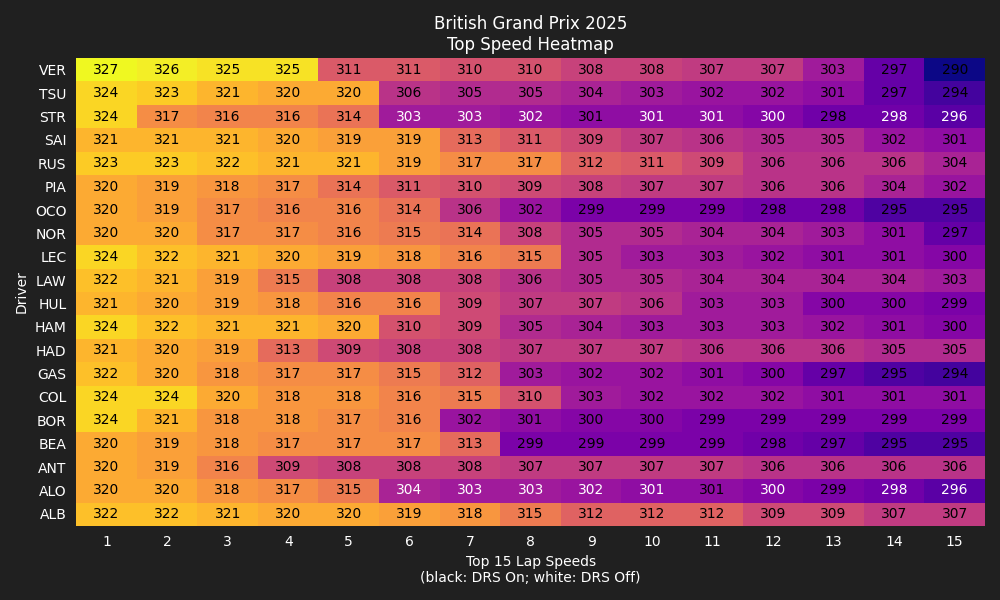 British Grand Prix 2025
Top Speed Heatmap
Driver
VER 327 326 325 325 311 311 310 310 308 308 307 307 303 297 290
TSU 324 323 321 320 320 306 305 305 304 303 302 302 301 297 294
STR 324 317 316 316 314 303 303 302 301 301 301 300 298 298 296
SAI 321 321 321 320 319 319 313 311 309 307 306 305 305 302 301
RUS 323 323 322 321 321 319 317 317 312 311 309 306 306 306 304
PIA 320 319 318 317 314 311 310 309 308 307 307 306 306 304 302
OCO 320 319 317 316 316 314 306 302 299 299 299 298 298 295 295
NOR 320 320 317 317 316 315 314 308 305 305 304 304 303 301 297
LEC 324 322 321 320 319 318 316 315 305 303 303 302 301 301 300
LAW 322 321 319 315 308 308 308 306 305 305 304 304 304 304 303
HUL 321 320 319 318 316 316 309 307 307 306 303 303 300 300 299
HAM 324 322 321 321 320 310 309 305 304 303 303 303 302 301 300
HAD 321 320 319 313 309 308 308 307 307 307 306 306 306 305 305
GAS 322 320 318 317 317 315 312 303 302 302 301 300 297 295 294
COL 324 324 320 318 318 316 315 310 303 302 302 302 301 301 301
BOR 324 321 318 318 317 316 302 301 300 300 299 299 299 299 299
BEA 320 319 318 317 317 317 313 299 299 299 299 298 297 295 295
ANT 320 319 316 309 308 308 308 307 307 307 307 306 306 306 306
ALO 320 320 318 317 315 304 303 303 302 301 301 300 299 298 296
ALB 322 322 321 320 320 319 318 315 312 312 312 309 309 307 307
1 2 3 4 5 6 7 8 9 10 11 12 13 14 15
Top 15 Lap Speeds
(black: DRS On; white: DRS Off)